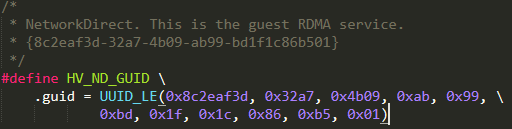 /*
 * NetworkDirect. This is the guest RDMA service.
 * {8c2eaf3d-32a7-4b09-ab99-bd1f1c86b501}
 */
#define HV_ND_GUID \
    .guid = UUID_LE(0x8c2eaf3d, 0x32a7, 0x4b09, 0xab, 0x99, \
            0xbd, 0x1f, 0x1c, 0x86, 0xb5, 0x01)